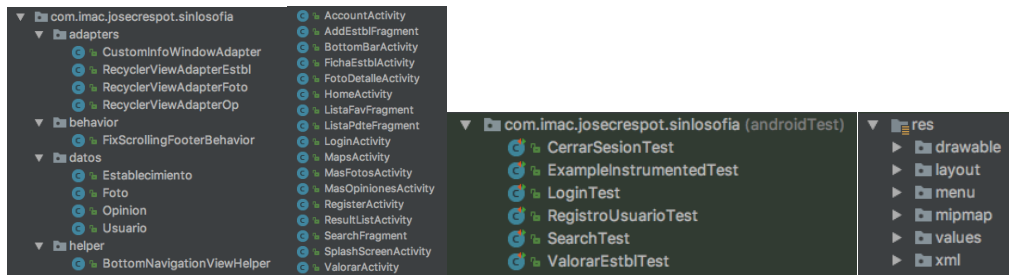 com.imac.josecrespot.sinlosofia
adapters
CustomInfoWindowAdapter
RecyclerViewAdapterEstbl
RecyclerViewAdapterFoto
RecyclerViewAdapterOp
behavior
FixScrollingFooterBehavior
datos
Establecimiento
Foto
Opinion
Usuario
helper
BottomNavigationViewHelper
AccountActivity
AddEstblFragment
BottomBarActivity
FichaEstblActivity
FotoDetalleActivity
HomeActivity
ListaFavFragment
ListaPdteFragment
LoginActivity
MapsActivity
MasFotosActivity
MasOpinionesActivity
RegisterActivity
ResultListActivity
SearchFragment
SplashScreenActivity
ValorarActivity
com.imac.josecrespot.sinlosofia (androidTest)
CerrarSesionTest
ExampleInstrumentedTest
LoginTest
RegistroUsuarioTest
SearchTest
ValorarEstblTest
res
drawable
layout
menu
mipmap
values
xml